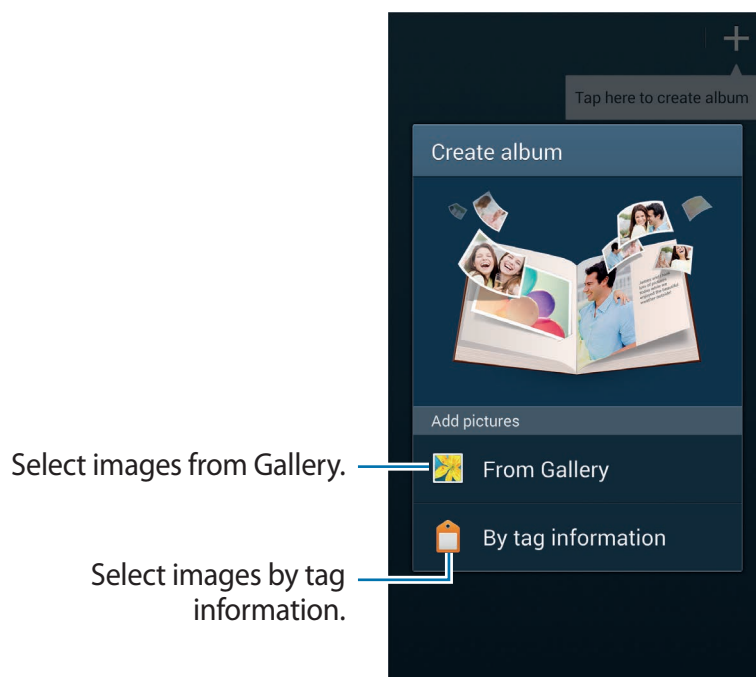 Tap here to create album
Create album
Add pictures
Select images from Gallery.
From Gallery
By tag information
Select images by tag
information.